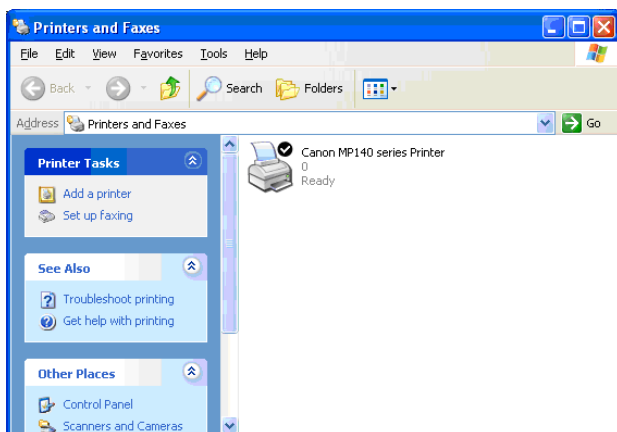 Printers and Faxes
File Edit View Favorites Tools Help
Back Search Folders
Address Printers and Faxes Go
Printer Tasks
Add a printer
Set up faxing
See Also
Troubleshoot printing
Get help with printing
Other Places
Control Panel
Scanners and Cameras
Canon MP140 series Printer
0
Ready